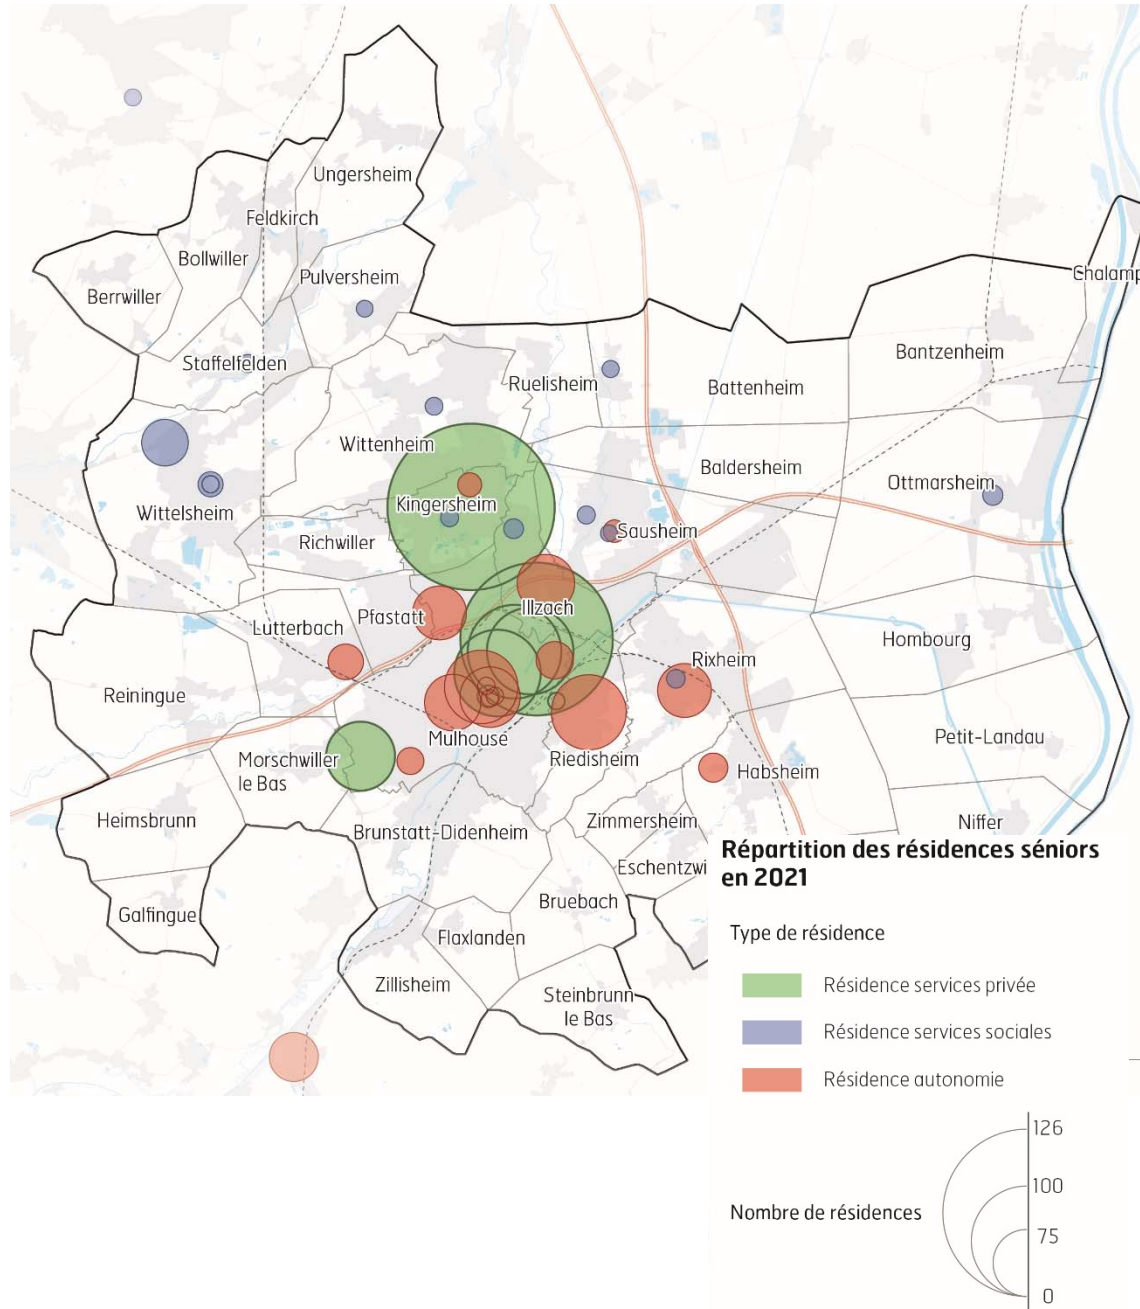 Ungersheim
Feldkirch
Bollwiller
Pulversheim
Berrwiller
Chalamp
Staffelfelden
Bantzenheim
Ruelisheim
Battenheim
Wittenheim
Baldersheim
Ottmarsheim
Kingersheim
Wittelsheim
Sausheim
Richwiller
Illzach
Pfastatt
Lutterbach
Hombourg
Rixheim
Reiningue
Mulhouse
Petit-Landau
Riedisheim
Morschwiller
le Bas
Habsheim
Heimsbrunn
Zimmersheim
Niffer
Brunstatt-Didenheim
Eschentzwi
Bruebach
Galfingue
Flaxlanden
Zillisheim
Steinbrunn
le Bas
Répartition des résidences séniors
en 2021
Type de résidence
Résidence services privée
Résidence services sociales
Résidence autonomie
126
100
Nombre de résidences
75
0